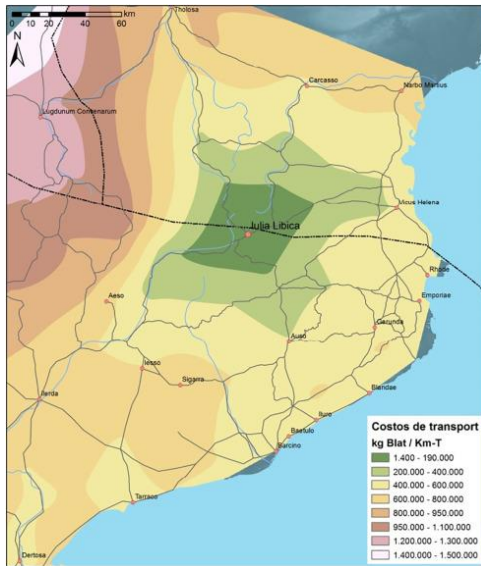 0 10 20 40 60
km
N
Tholosa
Carcasso
Narbo Martius
Lugdunum Convenarum
Vicus Helena
Iulia Libica
Rhode
Aeso
Emporiae
Gerunda
Auso
Iesso
Sigarra
Ilerda
Blandae
Iluro
Baetulo
Barcino
Tarraco
Dertosa
Costos de transport
kg Blat / Km-T
1.400 - 190.000
200.000 - 400.000
400.000 - 600.000
600.000 - 800.000
800.000 - 950.000
950.000 - 1.100.000
1.200.000 - 1.300.000
1.400.000 - 1.500.000